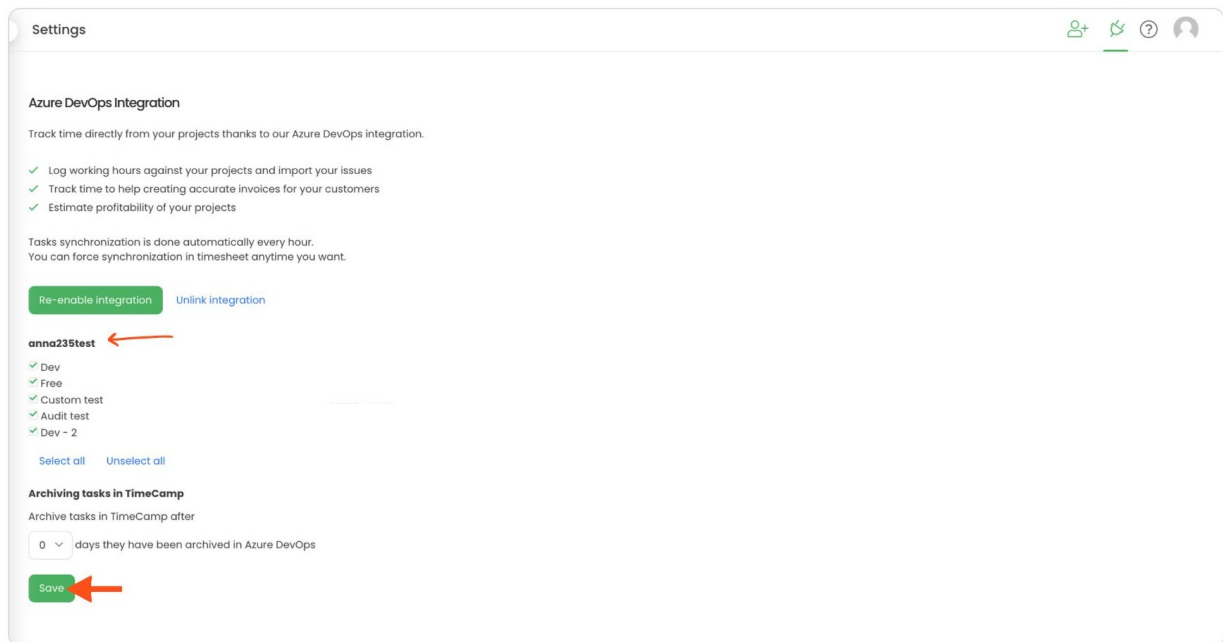 Settings
Azure DevOps Integration
Track time directly from your projects thanks to our Azure DevOps integration.
Log working hours against your projects and import your issues
Track time to help creating accurate invoices for your customers
Estimate profitability of your projects
Tasks synchronization is done automatically every hour.
You can force synchronization in timesheet anytime you want.
Re-enable integration Unlink integration
anna235test
Dev
Free
Custom test
Audit test
Dev - 2
Select all Unselect all
Archiving tasks in TimeCamp
Archive tasks in TimeCamp after
0 days they have been archived in Azure DevOps
Save